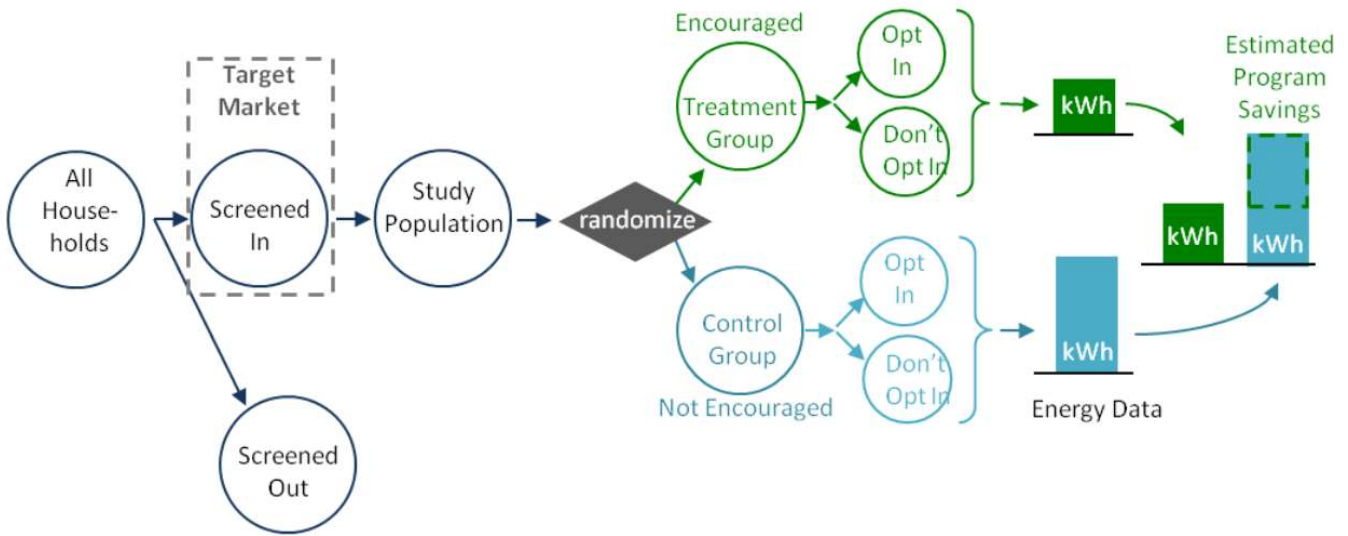 All
House-
holds
Target
Market
Screened
In
Screened
Out
Study
Population
randomize
Encouraged
Treatment
Group
Opt
In
Don't
Opt In
kWh
Control
Group
Not Encouraged
Opt
In
Don't
Opt In
kWh
Energy Data
Estimated
Program
Savings
kWh
kWh